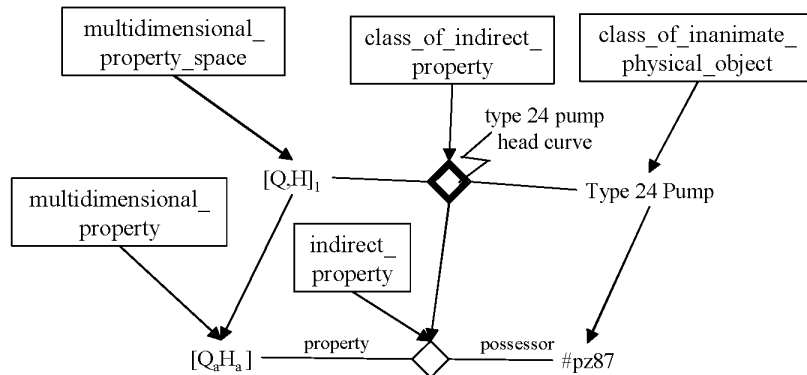 multidimensional_
property_space
class_of_indirect_
property
class_of_inanimate_
physical_object
type 24 pump
head curve
[Q,H]₁
Type 24 Pump
multidimensional_
property
indirect_
property
[QₐHₐ]
property
possessor
#pz87